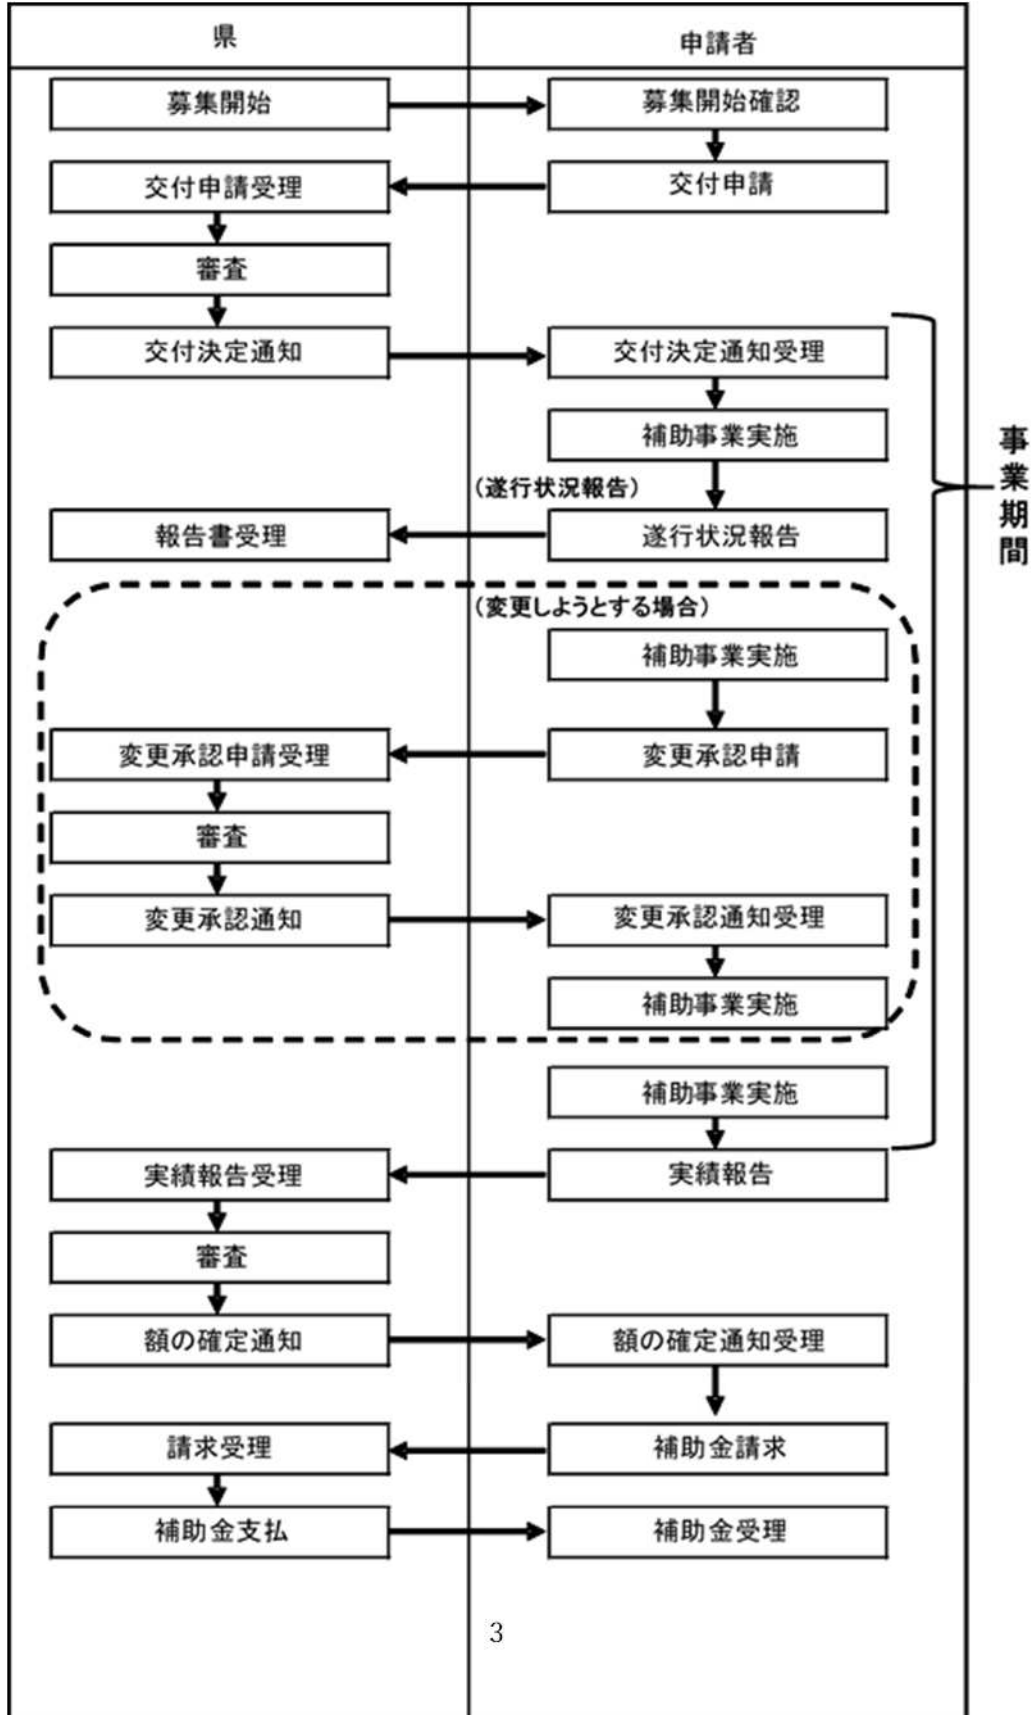 県
申請者
募集開始
募集開始確認
交付申請受理
交付申請
審査
交付決定通知
交付決定通知受理
補助事業実施
(遂行状況報告)
報告書受理
遂行状況報告
(変更しようとする場合)
補助事業実施
変更承認申請受理
変更承認申請
審査
変更承認通知
変更承認通知受理
補助事業実施
補助事業実施
実績報告受理
実績報告
審査
額の確定通知
額の確定通知受理
請求受理
補助金請求
補助金支払
補助金受理
事業期間
3